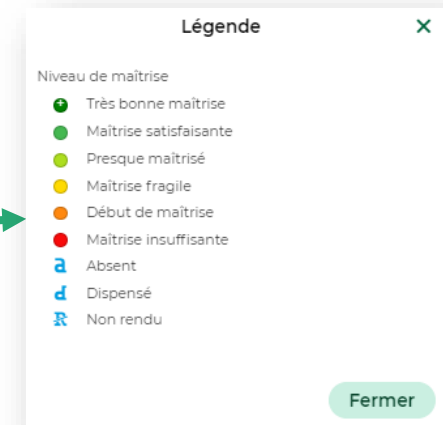 Légende
Niveau de maîtrise
+ Très bonne maîtrise
Maîtrise satisfaisante
Presque maîtrisé
Maîtrise fragile
Début de maîtrise
Maîtrise insuffisante
a Absent
d Dispensé
R Non rendu
Fermer